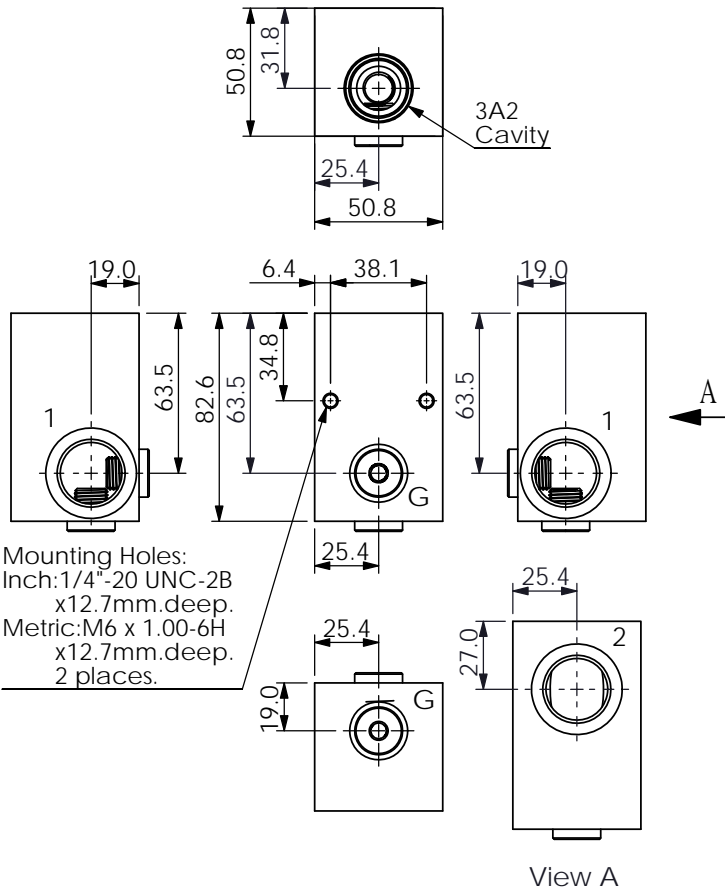 50.8
31.8
3A2
Cavity
25.4
50.8
19.0
6.4
38.1
19.0
1
63.5
82.6
63.5
34.8
G
63.5
1
A
25.4
Mounting Holes:
Inch:1/4"-20 UNC-2B
x12.7mm.deep.
Metric:M6 x 1.00-6H
x12.7mm.deep.
2 places.
25.4
19.0
G
25.4
27.0
2
View A